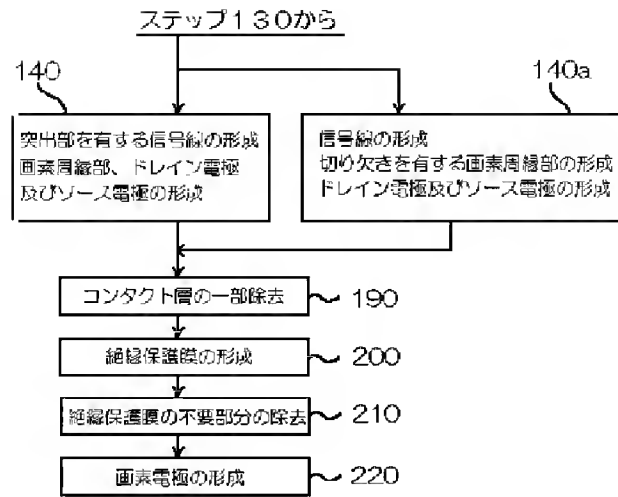 ステップ130から
140
突出部を有する信号線の形成
画素周縁部、ドレイン電極
及びソース電極の形成
140a
信号線の形成
切り欠きを有する画素周縁部の形成
ドレイン電極及びソース電極の形成
コンタクト層の一部除去
190
絶縁保護膜の形成
200
絶縁保護膜の不要部分の除去
210
画素電極の形成
220